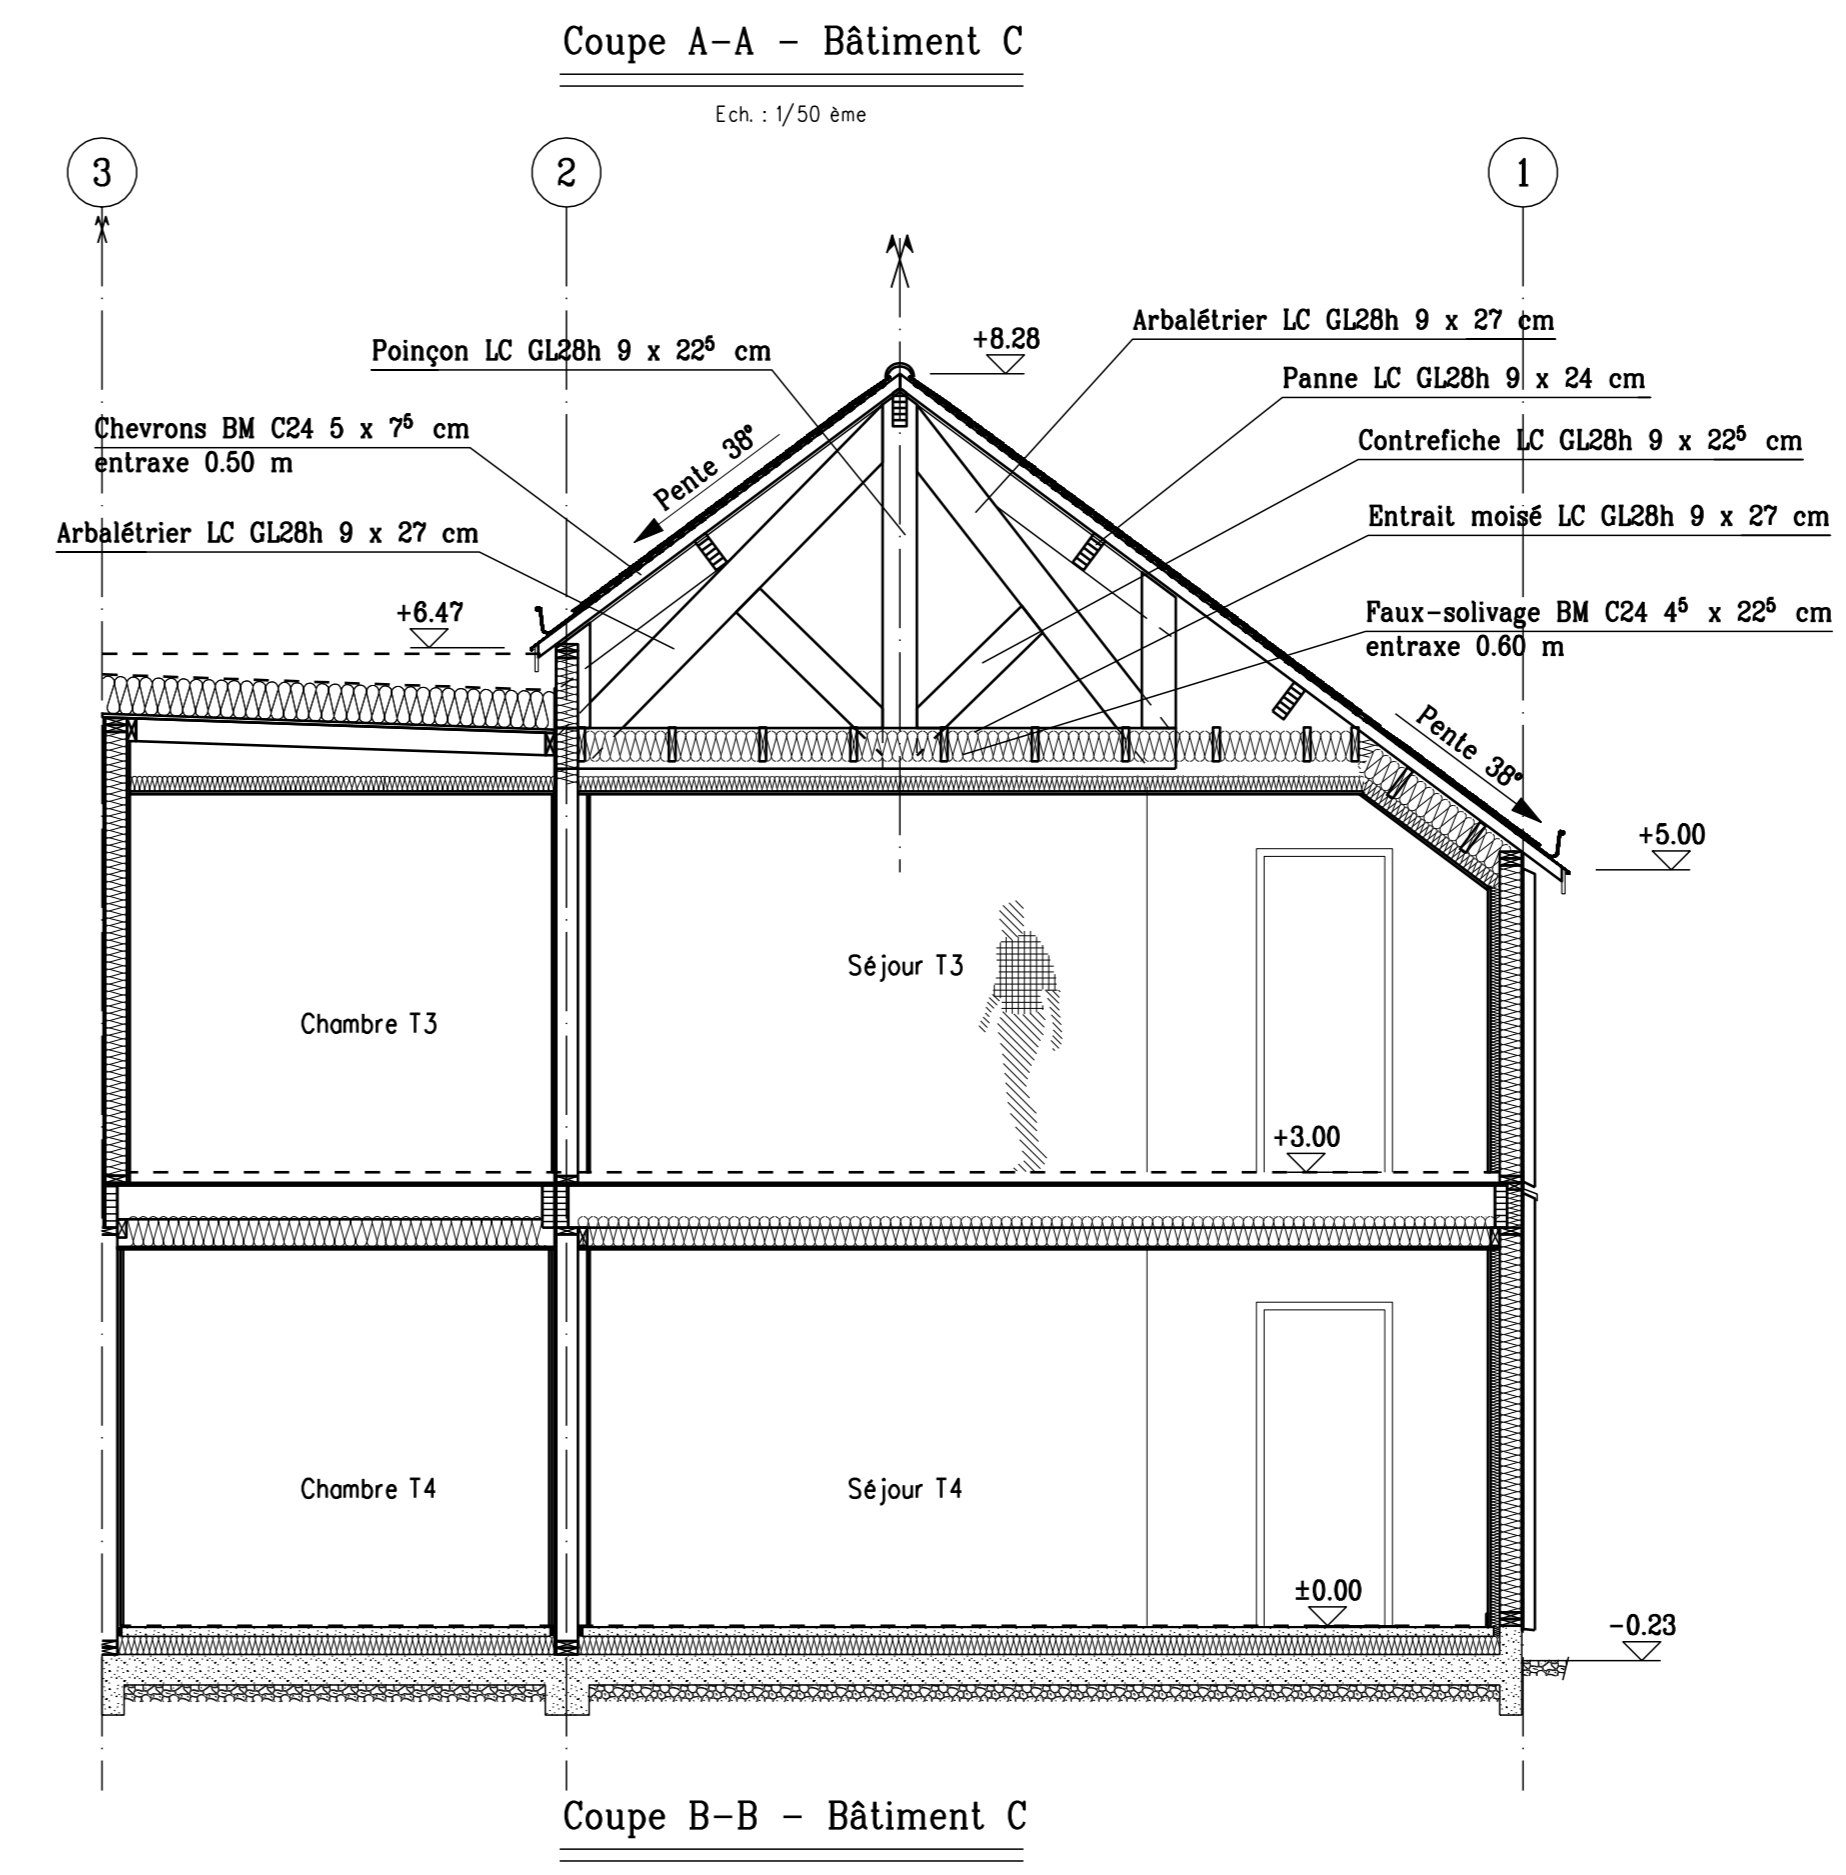 Coupe A-A - Bâtiment C
Ech. : 1/50 ème
3
2
1
Arbalétrier LC GL28h 9 x 27 cm
+8.28
Poinçon LC GL28h 9 x 22⁵ cm
Panne LC GL28h 9 x 24 cm
Chevrons BM C24 5 x 7⁵ cm
entraxe 0.50 m
Pente 38°
Contrefiche LC GL28h 9 x 22⁵ cm
Arbalétrier LC GL28h 9 x 27 cm
Entrait moisé LC GL28h 9 x 27 cm
+6.47
Faux-solivage BM C24 4⁵ x 22⁵ cm
entraxe 0.60 m
Pente 38°
+5.00
Séjour T3
Chambre T3
+3.00
Chambre T4
Séjour T4
±0.00
-0.23
Coupe B-B - Bâtiment C